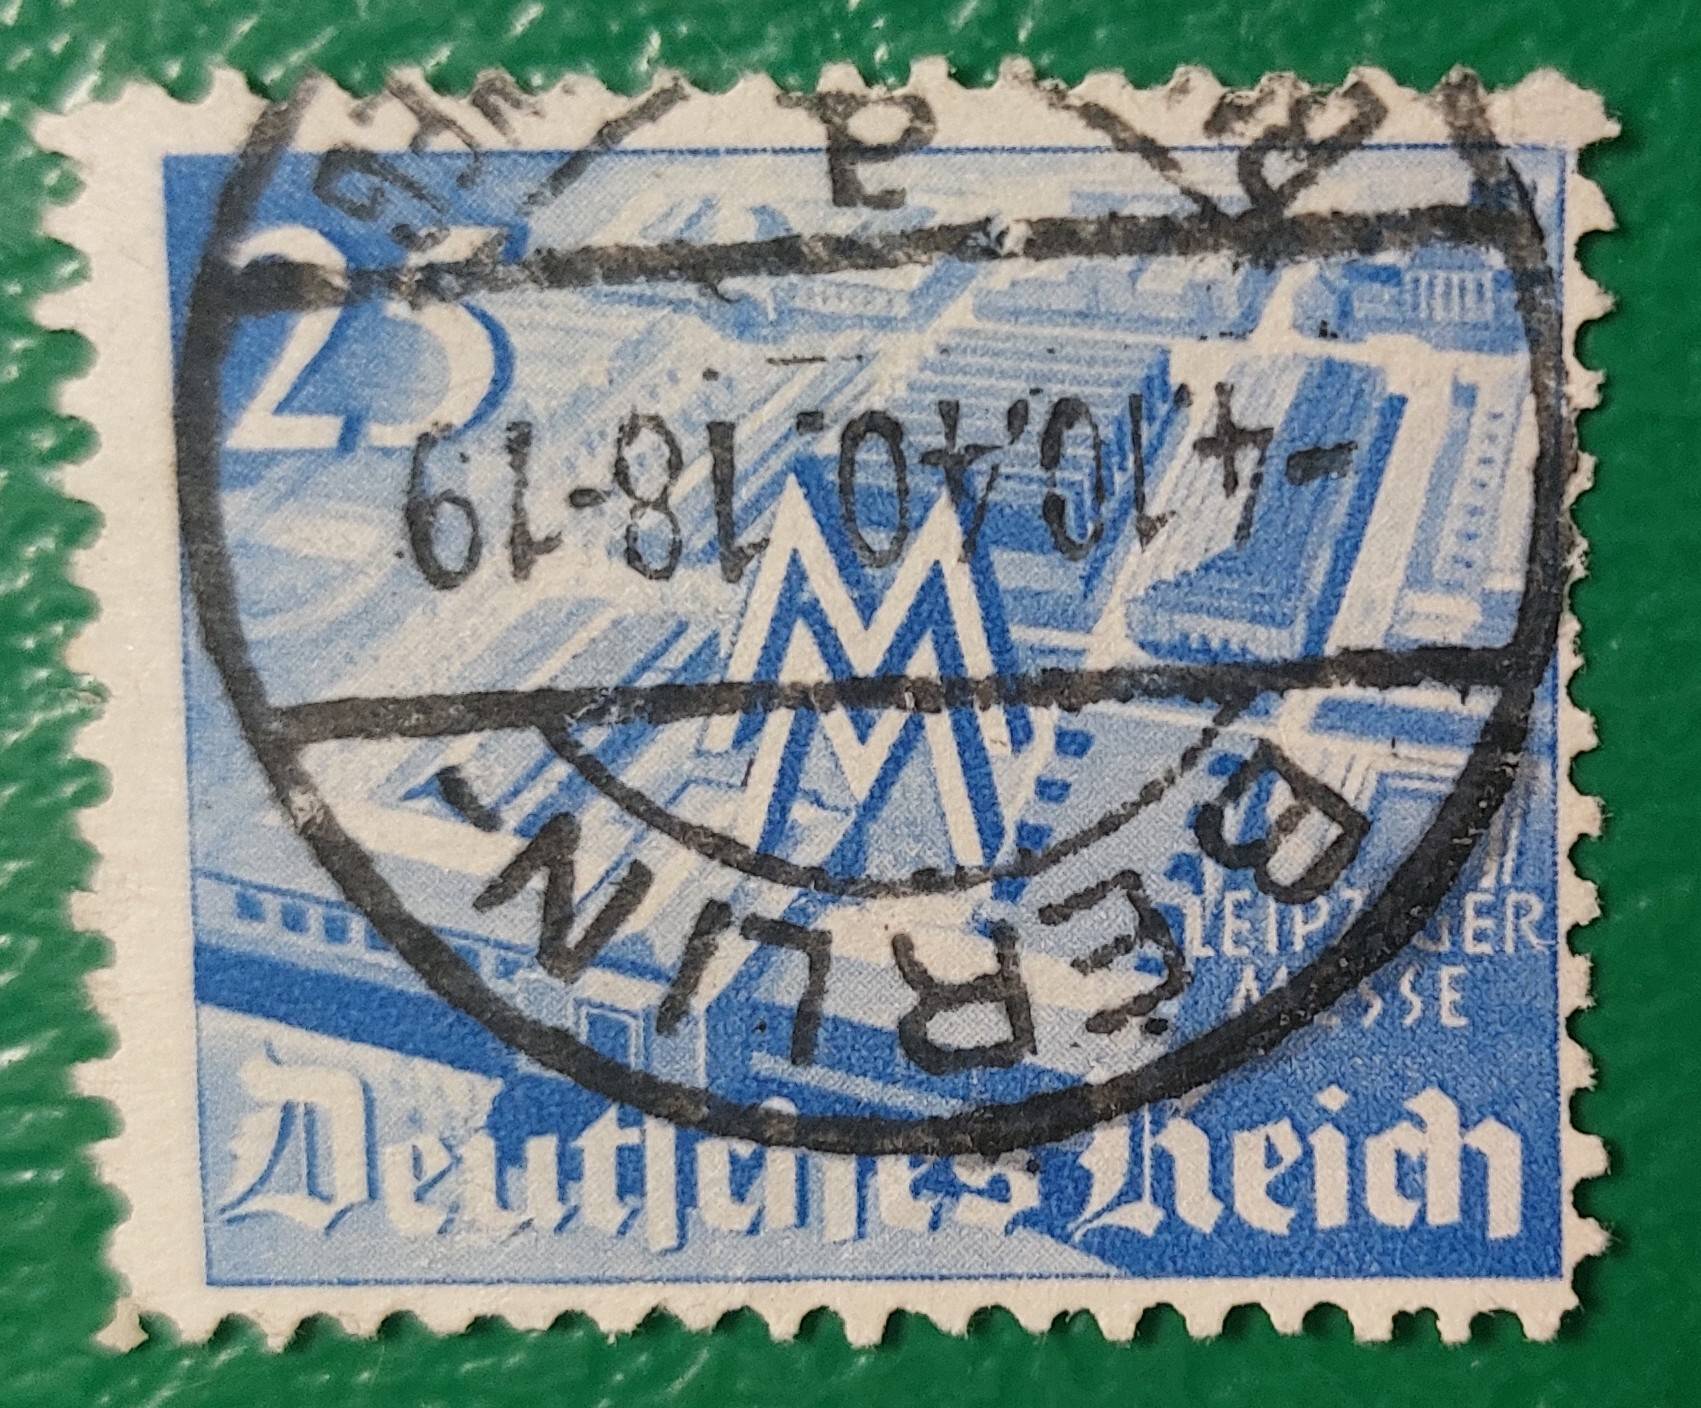 25
M
M
LEIPZIGER
MESSE
Deutsches Reich
BERLIN
-4.10.40.18-19
a